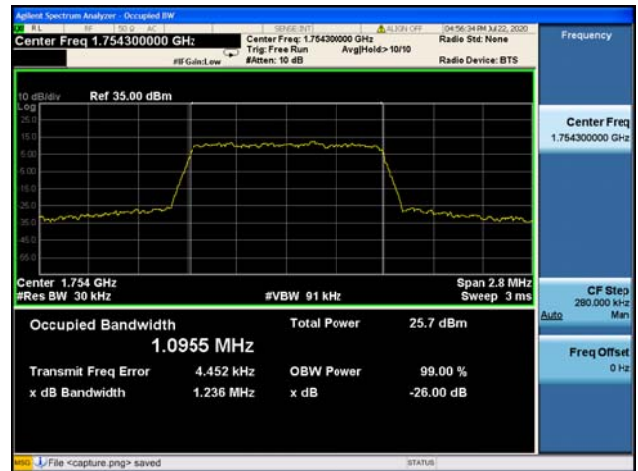 Agilent Spectrum Analyzer - Occupied BW
RL RF 50 Ω AC SENSE:INT ALIGN OFF 04:56:34 PM Jul 22, 2020
Center Freq 1.754300000 GHz
Center Freq: 1.754300000 GHz
Radio Std: None
Trig: Free Run Avg|Hold:>10/10
#IFGain:Low #Atten: 10 dB
Radio Device: BTS
Frequency
10 dB/div Ref 35.00 dBm
Log
25.0
15.0
5.00
-5.00
-15.0
-25.0
-35.0
-45.0
-55.0
Center Freq
1.754300000 GHz
Center 1.754 GHz
Span 2.8 MHz
#Res BW 30 kHz
#VBW 91 kHz
Sweep 3 ms
CF Step
280.000 kHz
Auto Man
Occupied Bandwidth
1.0955 MHz
Total Power 25.7 dBm
Transmit Freq Error 4.452 kHz
OBW Power 99.00 %
x dB Bandwidth 1.236 MHz
x dB -26.00 dB
Freq Offset
0 Hz
MSG File <capture.png> saved
STATUS